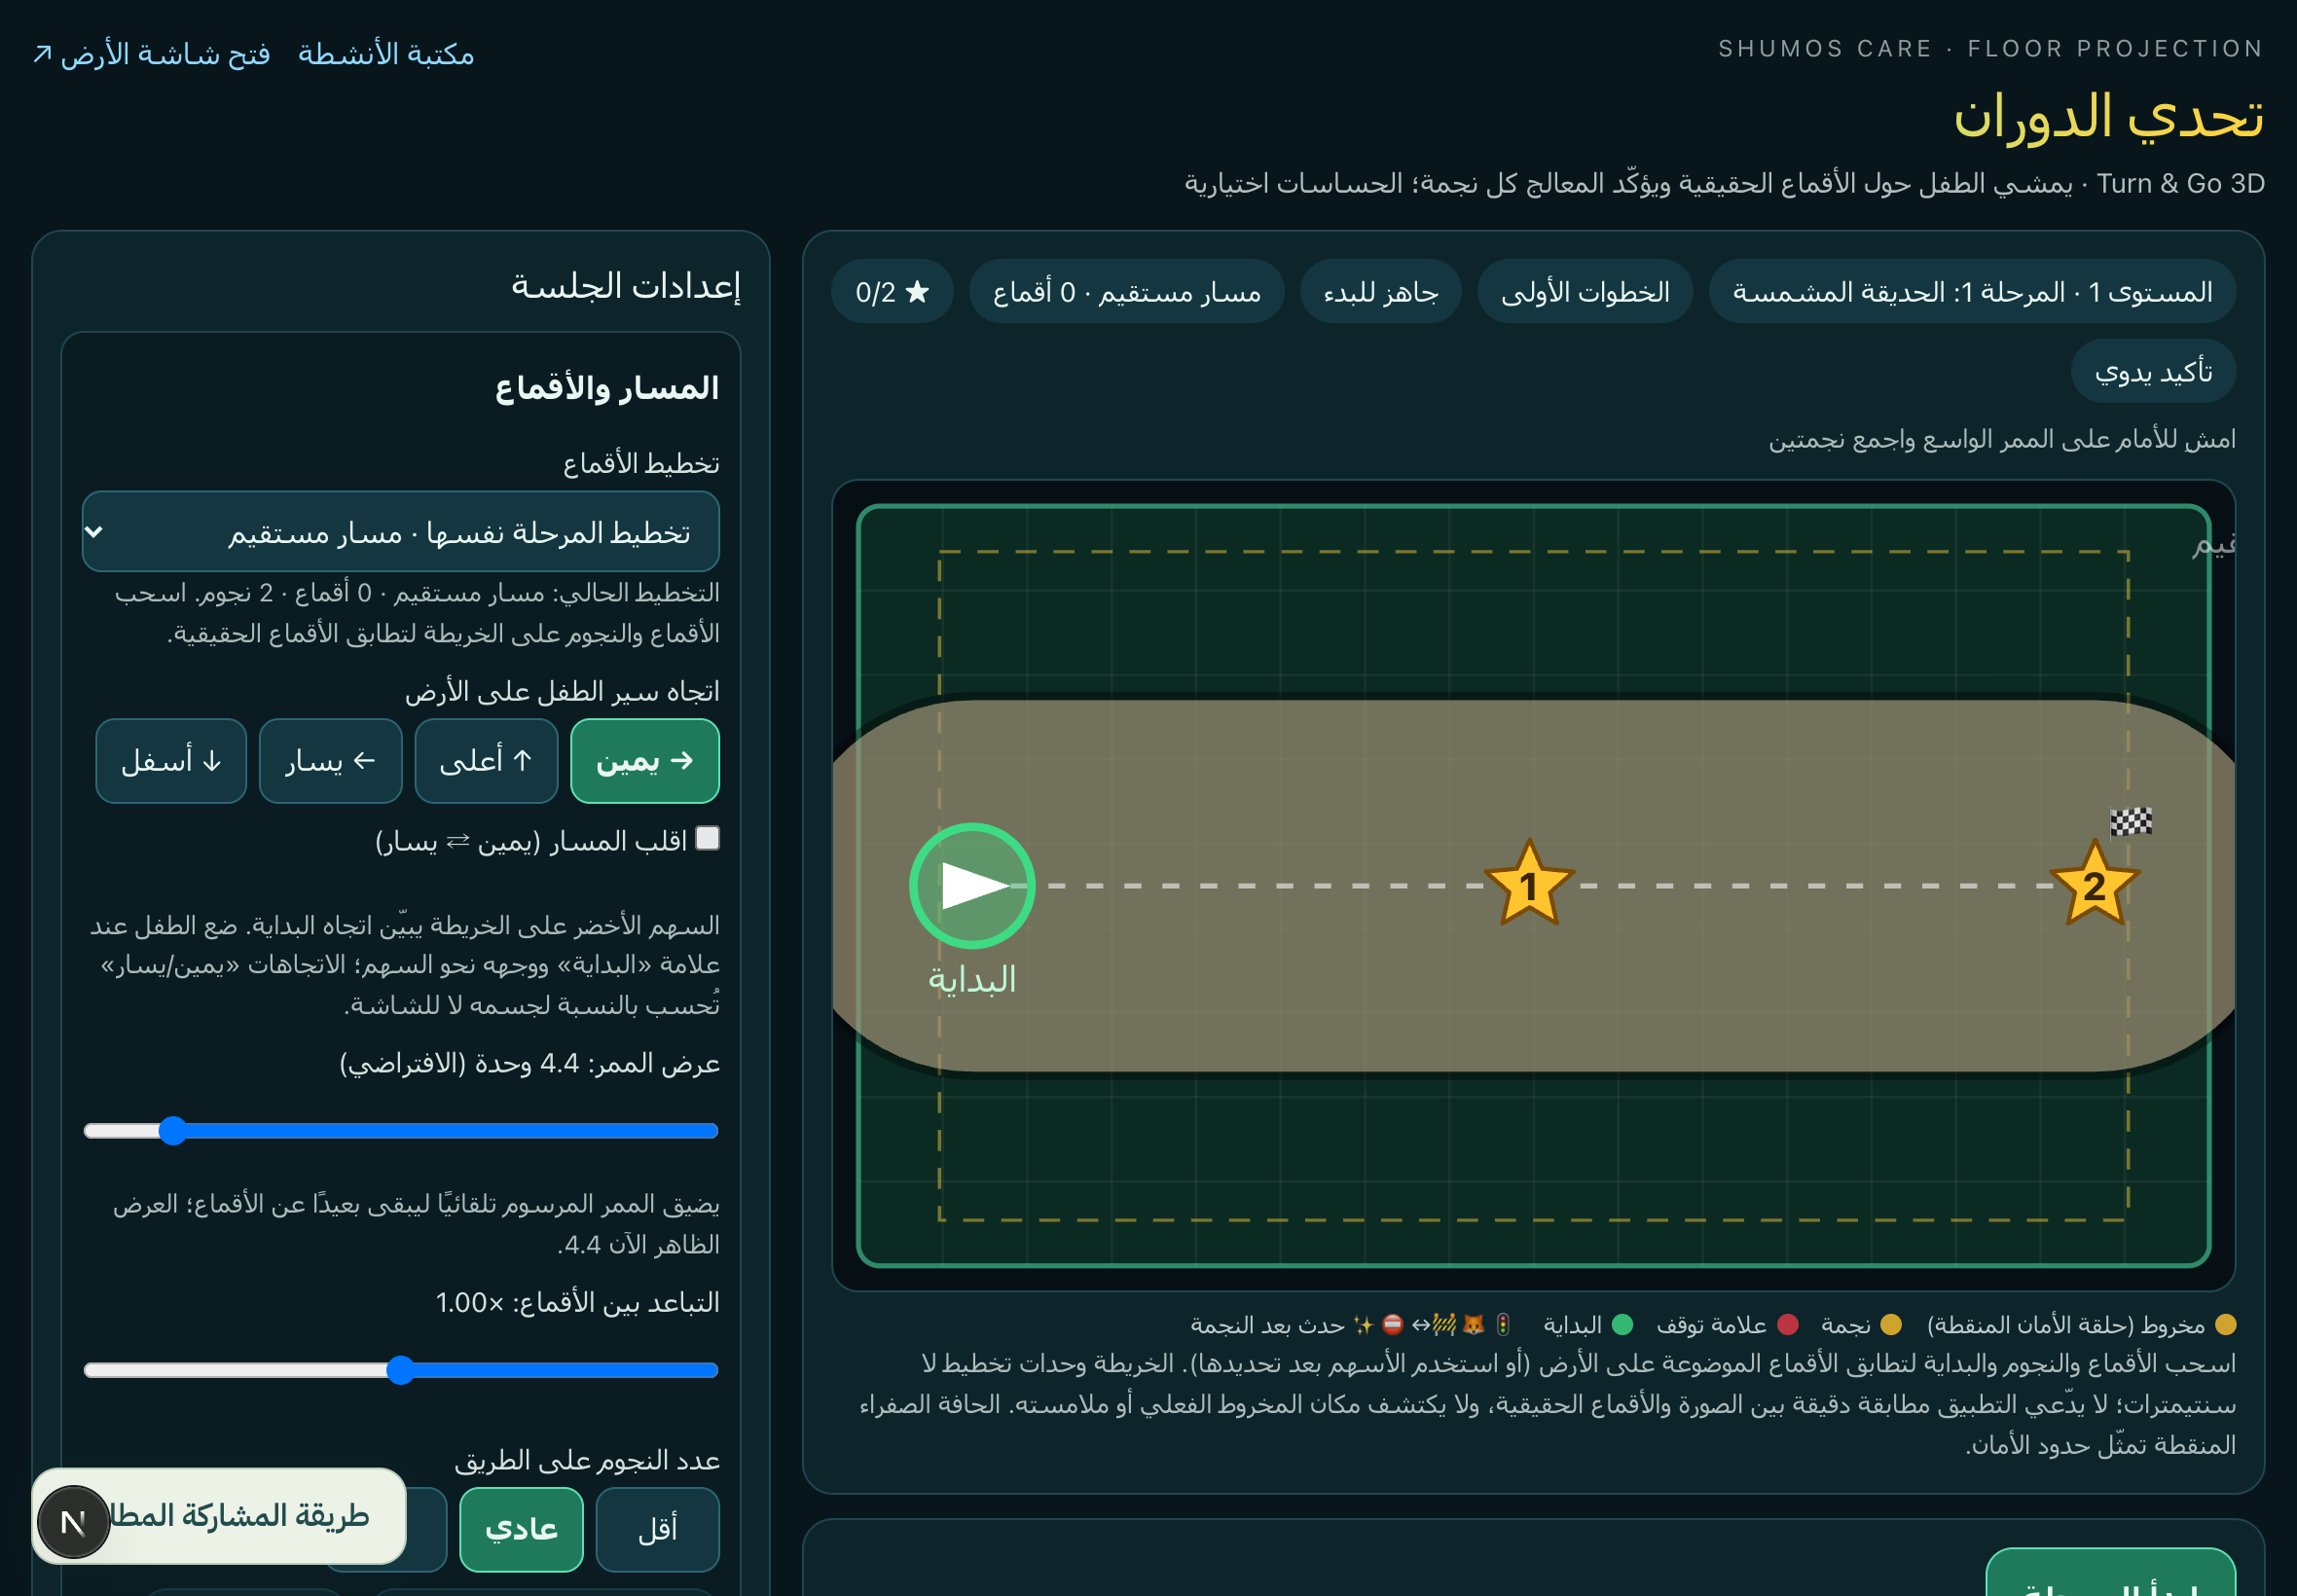 SHUMOS CARE · FLOOR PROJECTION
مكتبة الأنشطة
فتح شاشة الأرض ↗
تحدي الدوران
Turn & Go 3D · يمشي الطفل حول الأقماع الحقيقية ويؤكّد المعالج كل نجمة؛ الحساسات اختيارية
المستوى 1 · المرحلة 1: الحديقة المشمسة
الخطوات الأولى
جاهز للبدء
مسار مستقيم · 0 أقماع
★ 0/2
تأكيد يدوي
امشِ للأمام على الممر الواسع واجمع نجمتين
البداية
1
2
مخروط (حلقة الأمان المنقطة)
نجمة
علامة توقف
البداية
🚦🦊🚧↔⛔✨ حدث بعد النجمة
اسحب الأقماع والنجوم والبداية لتطابق الأقماع الموضوعة على الأرض (أو استخدم الأسهم بعد تحديدها). الخريطة وحدات تخطيط لا
سنتيمترات؛ لا يدّعي التطبيق مطابقة دقيقة بين الصورة والأقماع الحقيقية، ولا يكتشف مكان المخروط الفعلي أو ملامسته. الحافة الصفراء
المنقطة تمثّل حدود الأمان.
إعدادات الجلسة
المسار والأقماع
تخطيط الأقماع
تخطيط المرحلة نفسها · مسار مستقيم
التخطيط الحالي: مسار مستقيم · 0 أقماع · 2 نجوم. اسحب
الأقماع والنجوم على الخريطة لتطابق الأقماع الحقيقية.
اتجاه سير الطفل على الأرض
→ يمين
↑ أعلى
← يسار
↓ أسفل
اقلب المسار (يمين ⇄ يسار)
السهم الأخضر على الخريطة يبيّن اتجاه البداية. ضع الطفل عند
علامة «البداية» ووجهه نحو السهم؛ الاتجاهات «يمين/يسار»
تُحسب بالنسبة لجسمه لا للشاشة.
عرض الممر: 4.4 وحدة (الافتراضي)
يضيق الممر المرسوم تلقائيًا ليبقى بعيدًا عن الأقماع؛ العرض
الظاهر الآن 4.4.
التباعد بين الأقماع: ×1.00
عدد النجوم على الطريق
أقل
عادي
طريقة المشاركة
N